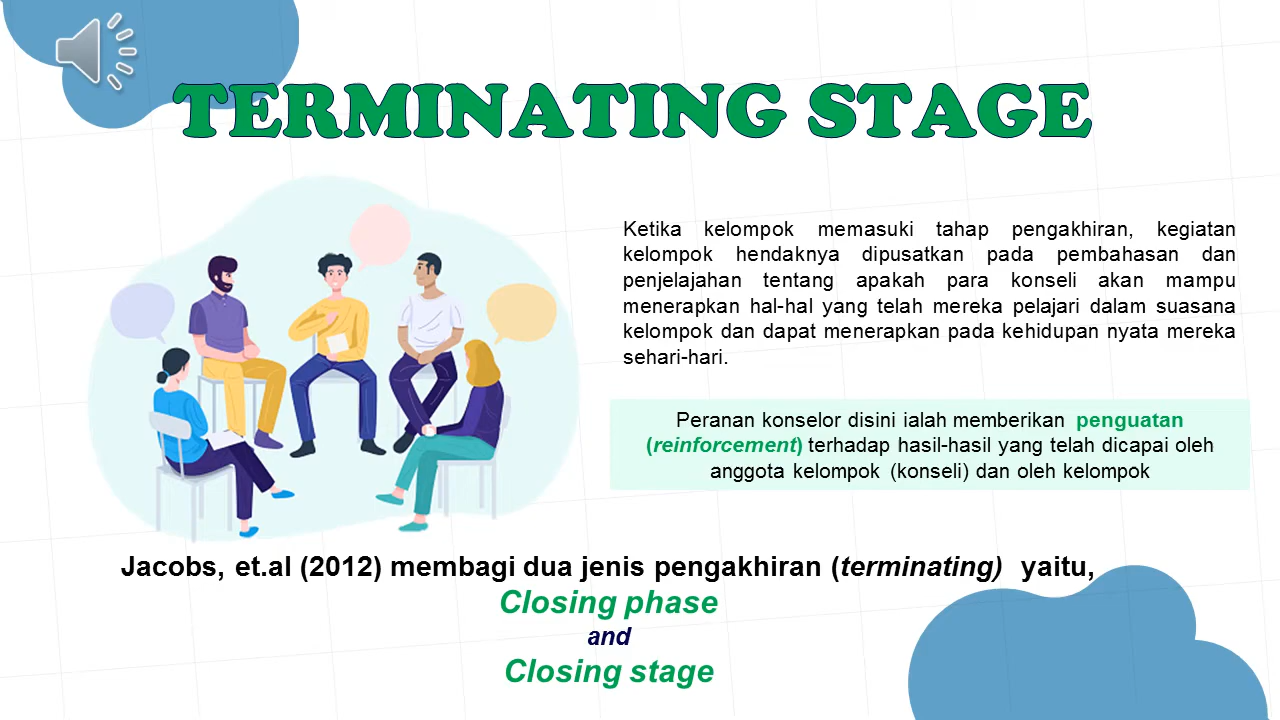 TERMINATING STAGE
Ketika kelompok memasuki tahap pengakhiran, kegiatan
kelompok hendaknya dipusatkan pada pembahasan dan
penjelajahan tentang apakah para konseli akan mampu
menerapkan hal-hal yang telah mereka pelajari dalam suasana
kelompok dan dapat menerapkan pada kehidupan nyata mereka
sehari-hari.
Peranan konselor disini ialah memberikan penguatan
(reinforcement) terhadap hasil-hasil yang telah dicapai oleh
anggota kelompok (konseli) dan oleh kelompok
Jacobs, et.al (2012) membagi dua jenis pengakhiran (terminating) yaitu,
Closing phase
and
Closing stage